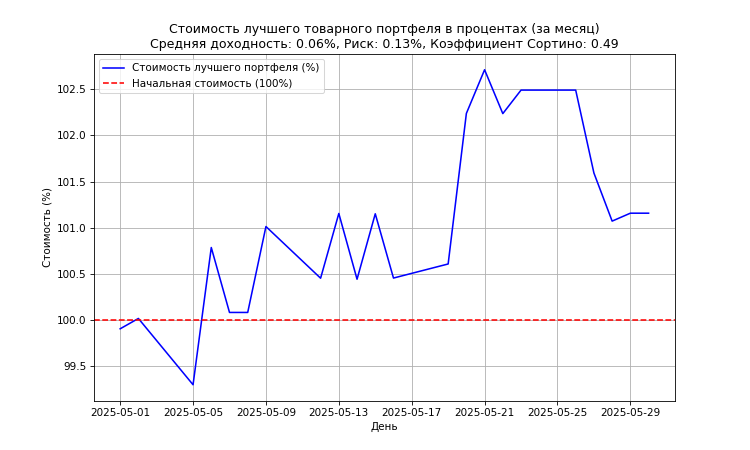 Стоимость лучшего товарного портфеля в процентах (за месяц)
Средняя доходность: 0.06%, Риск: 0.13%, Коэффициент Сортино: 0.49
Стоимость лучшего портфеля (%)
Начальная стоимость (100%)
Стоимость (%)
102.5
102.0
101.5
101.0
100.5
100.0
99.5
2025-05-01 2025-05-05 2025-05-09 2025-05-13 2025-05-17 2025-05-21 2025-05-25 2025-05-29
День